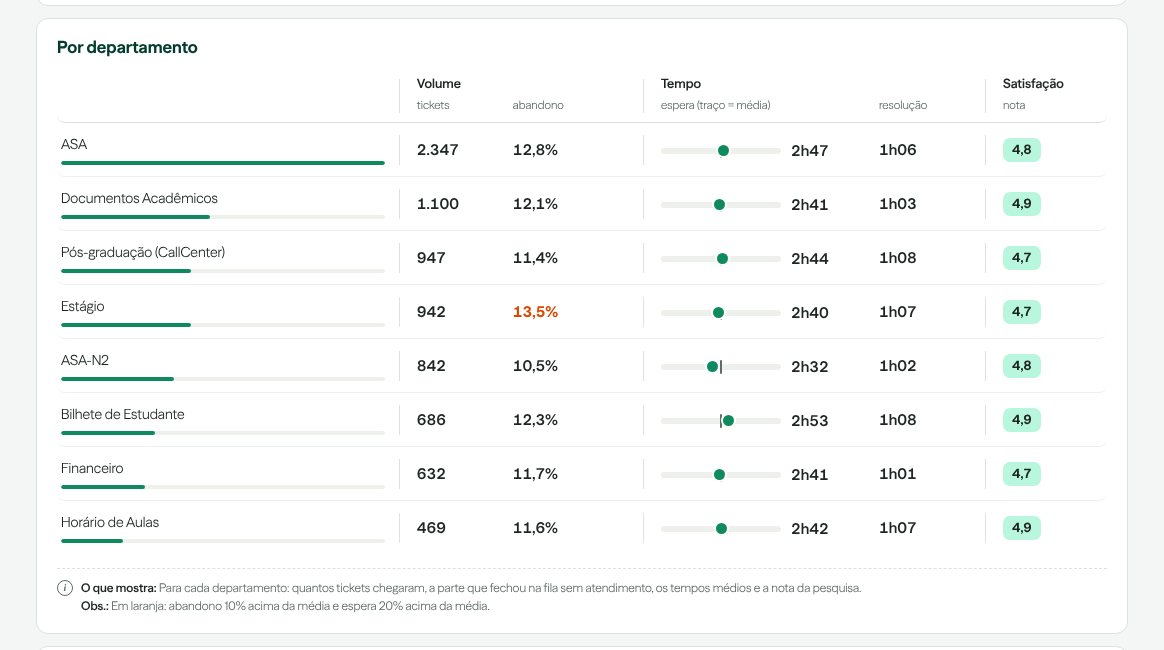 Por departamento
Volume Tempo Satisfação
tickets abandono espera (traço = média) resolução nota
ASA 2.347 12,8% 2h47 1h06 4,8
Documentos Acadêmicos 1.100 12,1% 2h41 1h03 4,9
Pós-graduação (CallCenter) 947 11,4% 2h44 1h08 4,7
Estágio 942 13,5% 2h40 1h07 4,7
ASA-N2 842 10,5% 2h32 1h02 4,8
Bilhete de Estudante 686 12,3% 2h53 1h08 4,9
Financeiro 632 11,7% 2h41 1h01 4,7
Horário de Aulas 469 11,6% 2h42 1h07 4,9
i O que mostra: Para cada departamento: quantos tickets chegaram, a parte que fechou na fila sem atendimento, os tempos médios e a nota da pesquisa.
Obs.: Em laranja: abandono 10% acima da média e espera 20% acima da média.